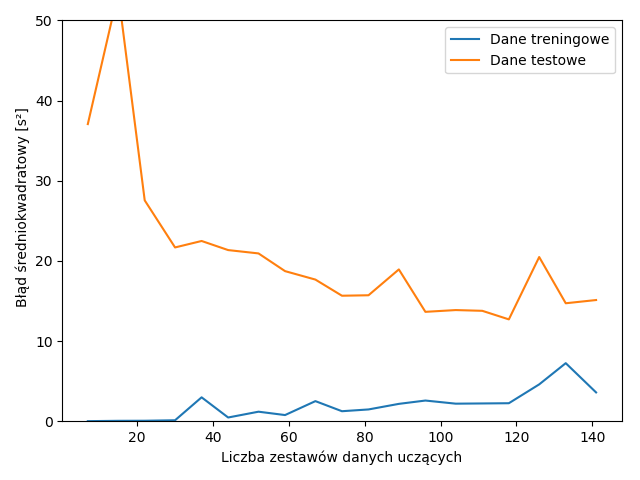 50
40
30
20
10
0
Błąd średniokwadratowy [s²]
Dane treningowe
Dane testowe
20 40 60 80 100 120 140
Liczba zestawów danych uczących